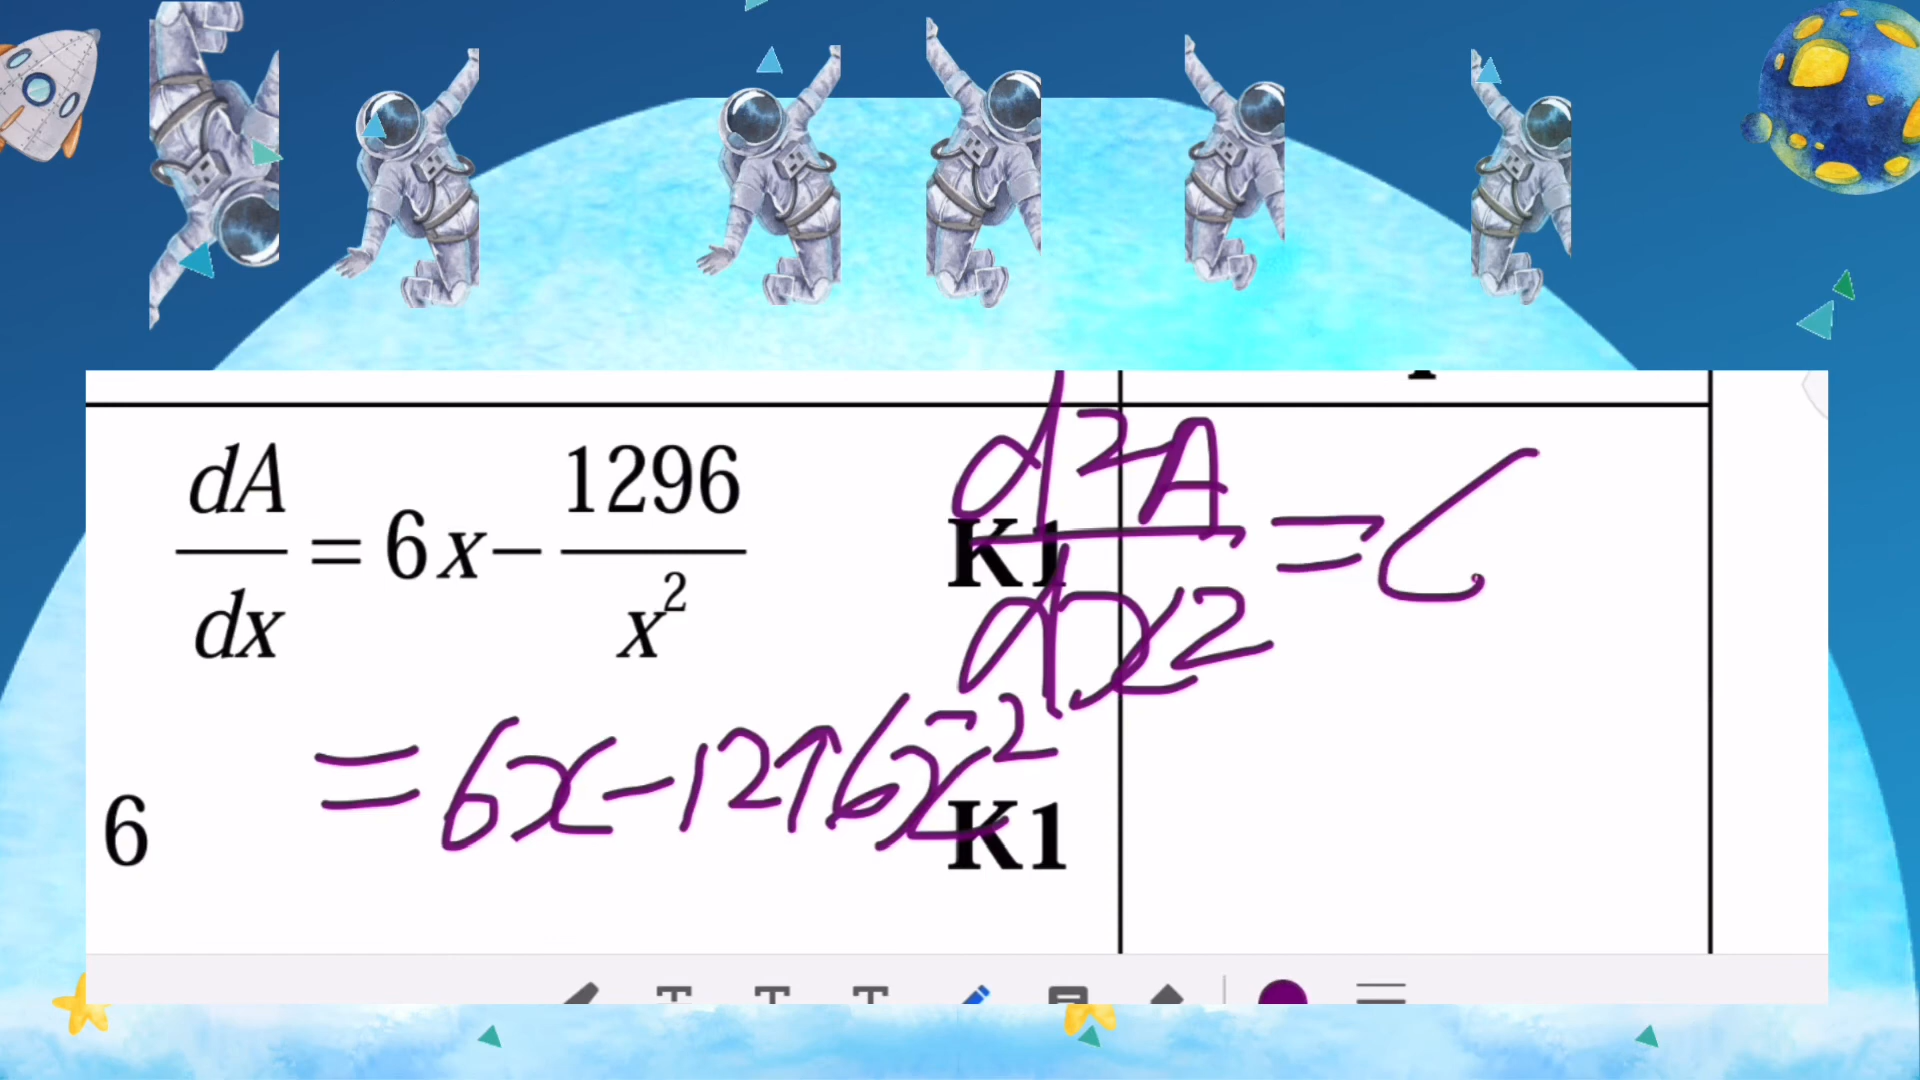 dA/dx = 6x − 1296/x² K1
d²A/dx² = 6
= 6x − 1296x⁻²
6 K1